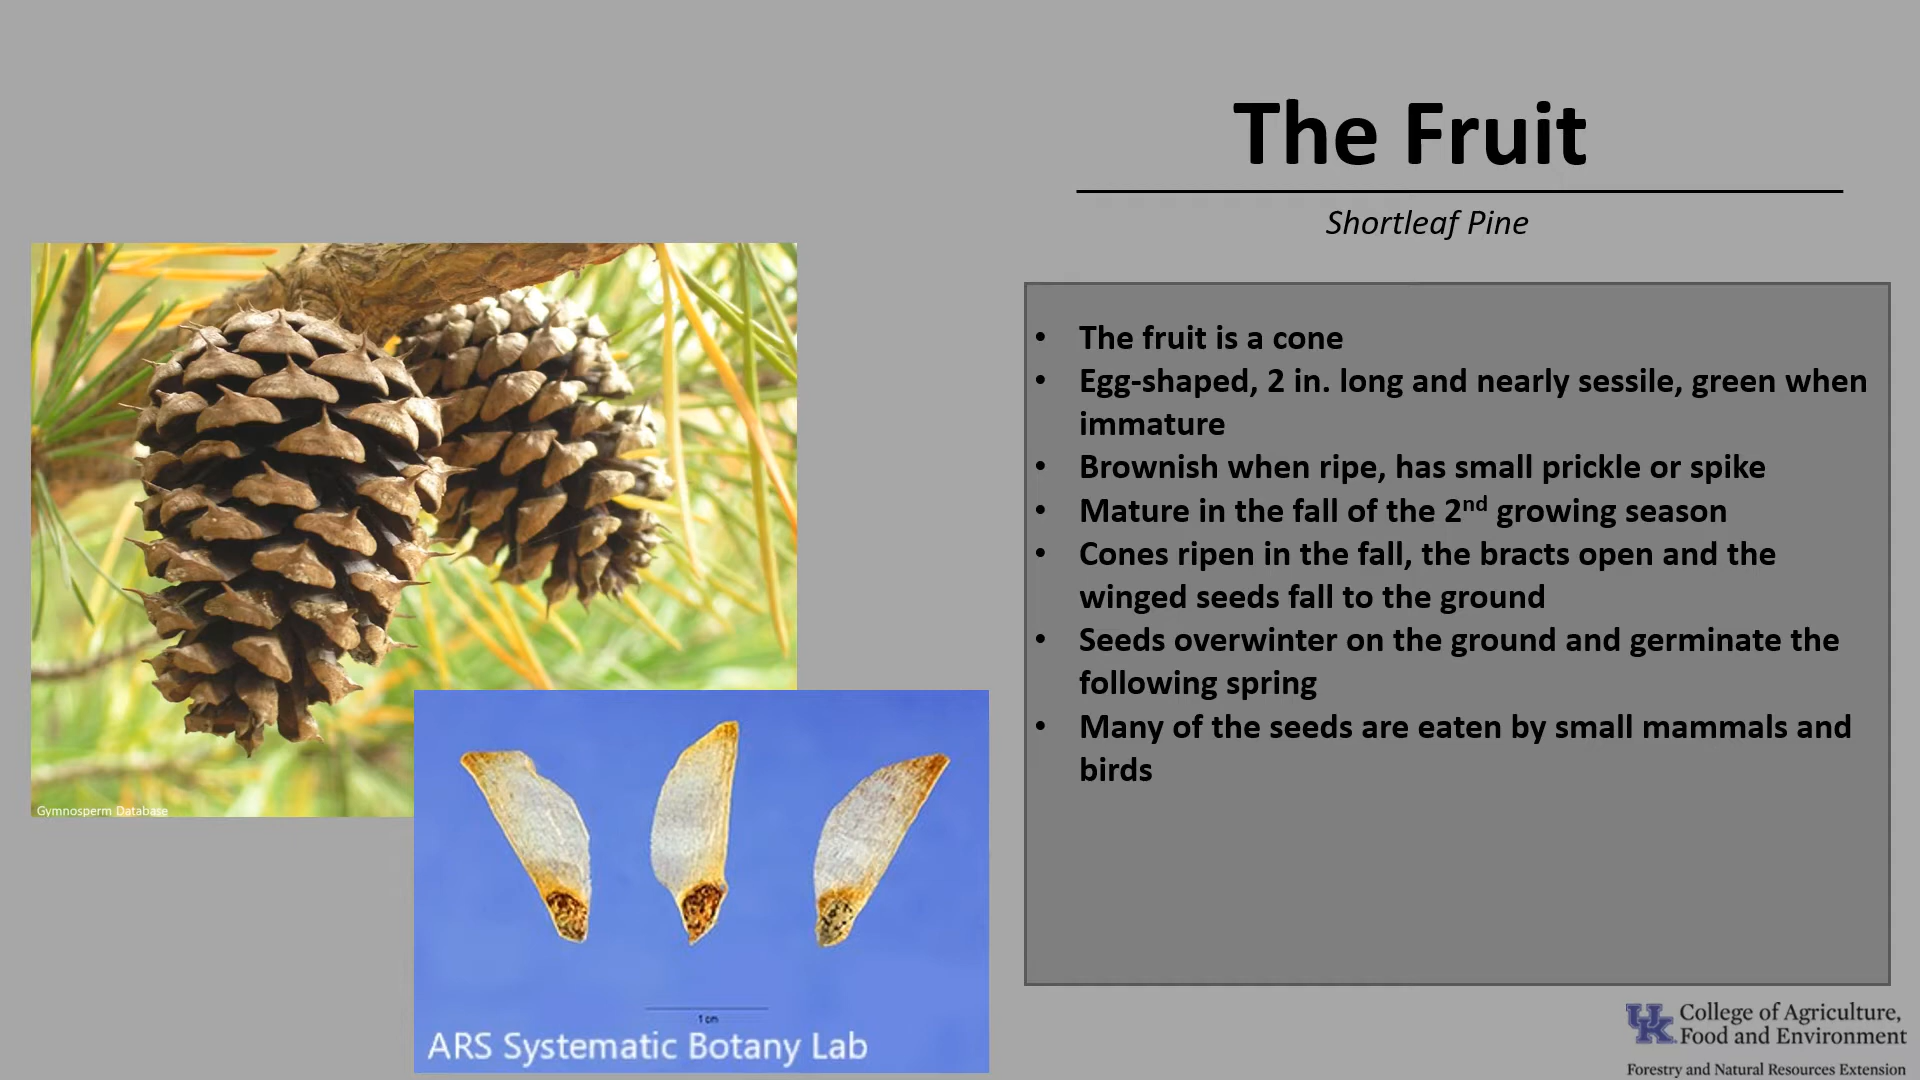 The Fruit
Shortleaf Pine
• The fruit is a cone
• Egg-shaped, 2 in. long and nearly sessile, green when
immature
• Brownish when ripe, has small prickle or spike
• Mature in the fall of the 2nd growing season
• Cones ripen in the fall, the bracts open and the
winged seeds fall to the ground
• Seeds overwinter on the ground and germinate the
following spring
• Many of the seeds are eaten by small mammals and
birds
Gymnosperm Database
1 cm
ARS Systematic Botany Lab
UK College of Agriculture,
Food and Environment
Forestry and Natural Resources Extension